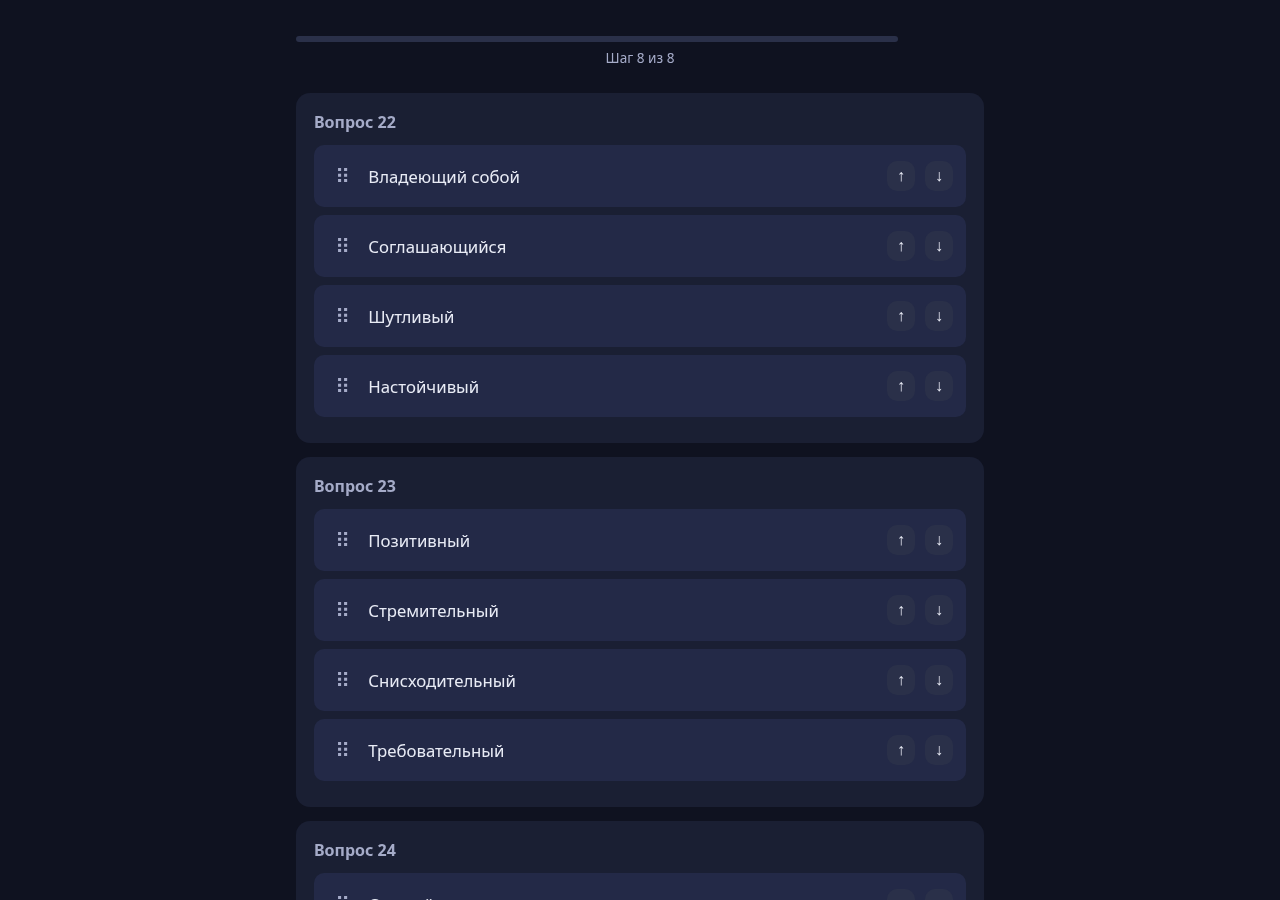 Шаг 8 из 8
Вопрос 22
Владеющий собой ↑ ↓
Соглашающийся ↑ ↓
Шутливый ↑ ↓
Настойчивый ↑ ↓
Вопрос 23
Позитивный ↑ ↓
Стремительный ↑ ↓
Снисходительный ↑ ↓
Требовательный ↑ ↓
Вопрос 24